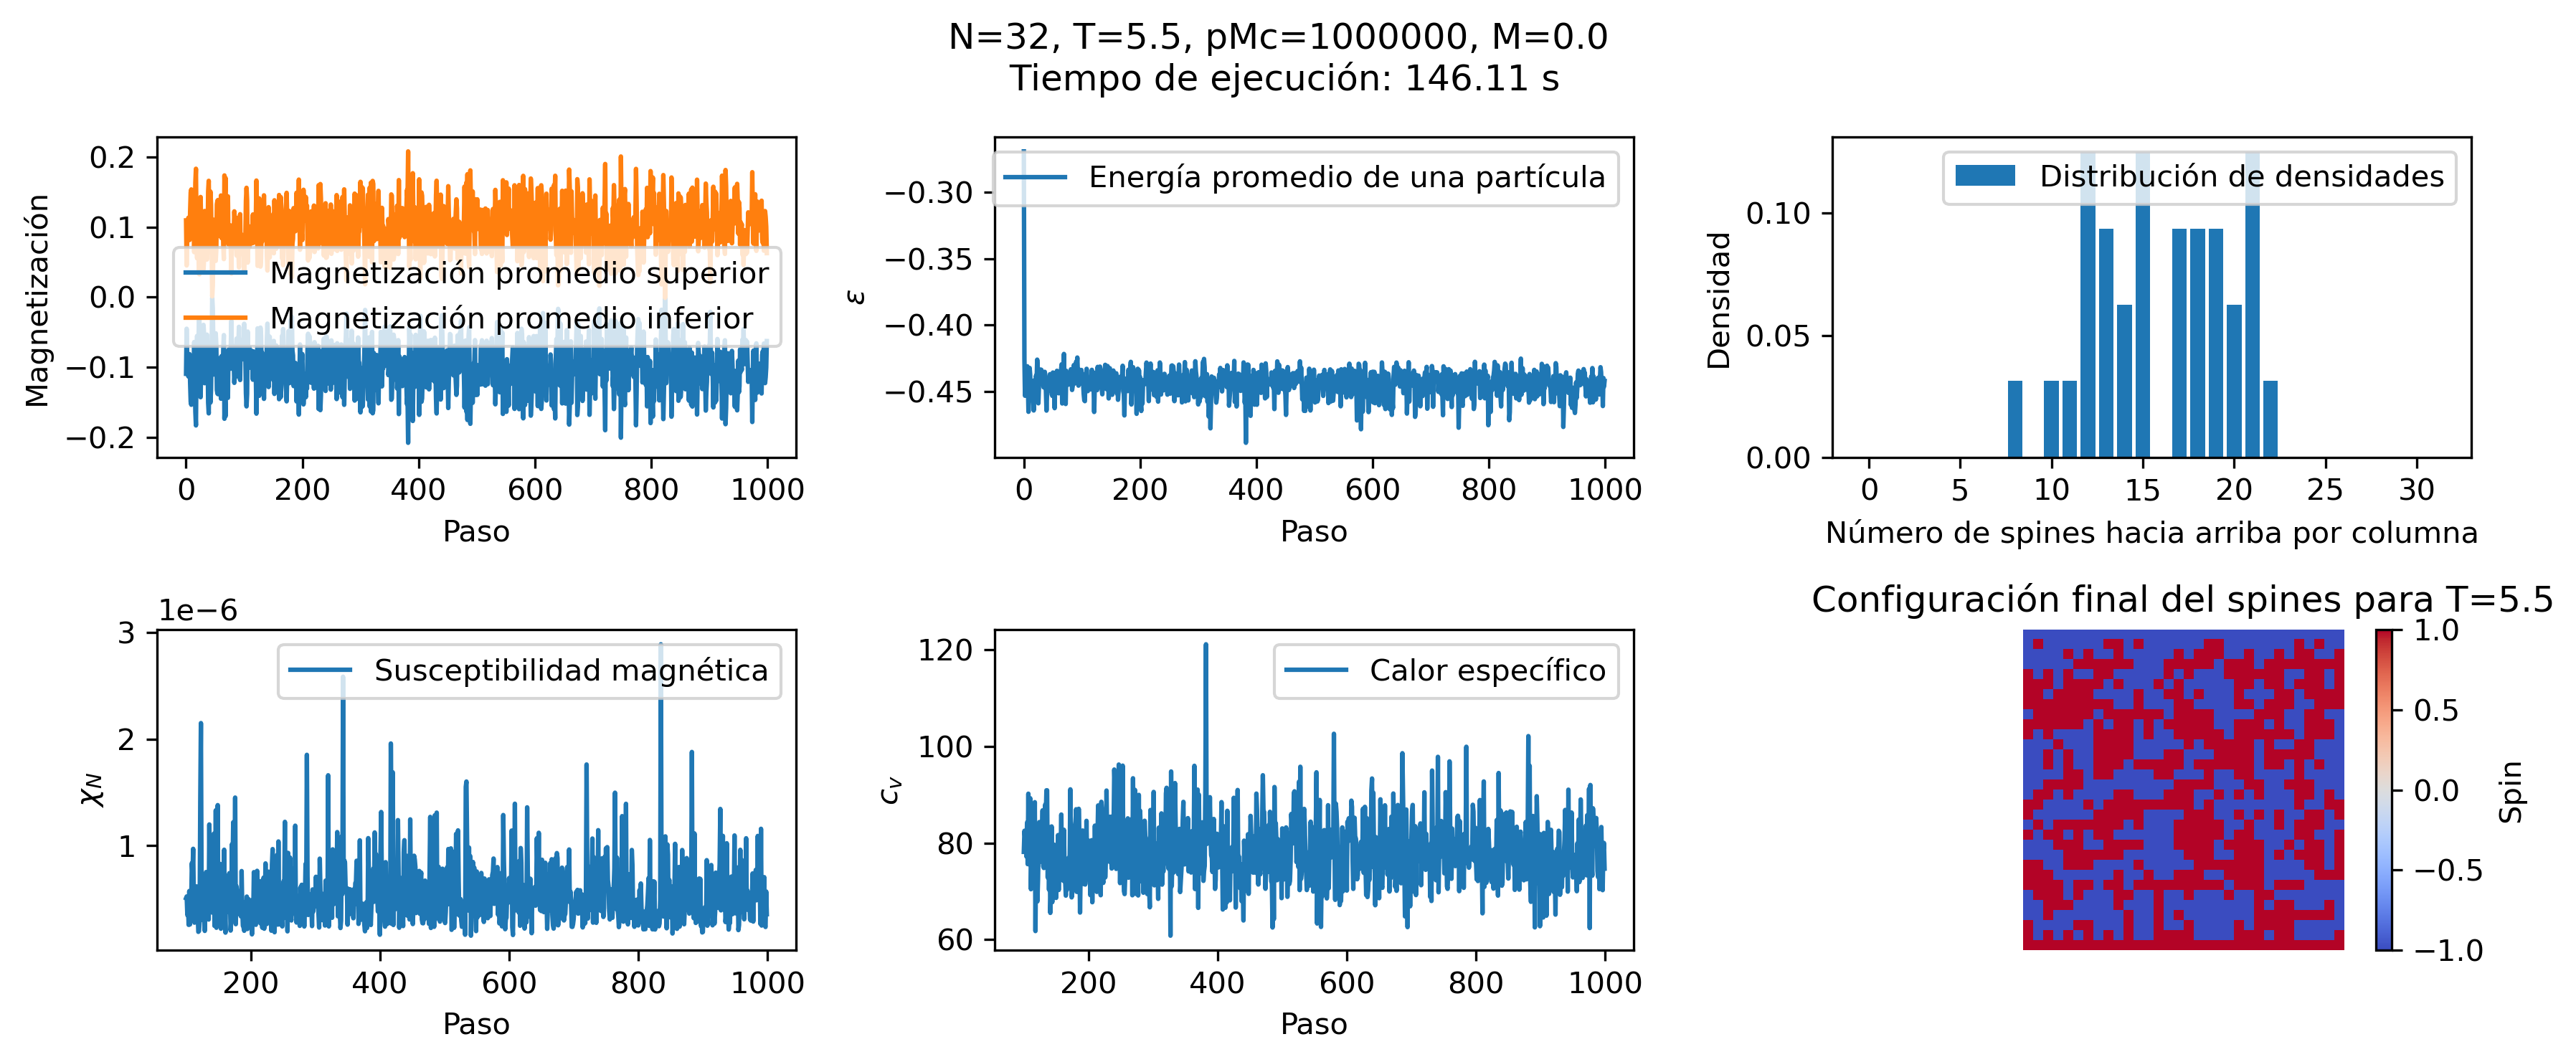 N=32, T=5.5, pMc=1000000, M=0.0
Tiempo de ejecución: 146.11 s
Magnetización
0.2
0.1
0.0
−0.1
−0.2
Magnetización promedio superior
Magnetización promedio inferior
0 200 400 600 800 1000
Paso
ε
−0.30
−0.35
−0.40
−0.45
Energía promedio de una partícula
0 200 400 600 800 1000
Paso
Densidad
0.10
0.05
0.00
Distribución de densidades
0 5 10 15 20 25 30
Número de spines hacia arriba por columna
1e−6
χN
3
2
1
Susceptibilidad magnética
200 400 600 800 1000
Paso
cv
120
100
80
60
Calor específico
200 400 600 800 1000
Paso
Configuración final del spines para T=5.5
1.0
0.5
0.0
−0.5
−1.0
Spin